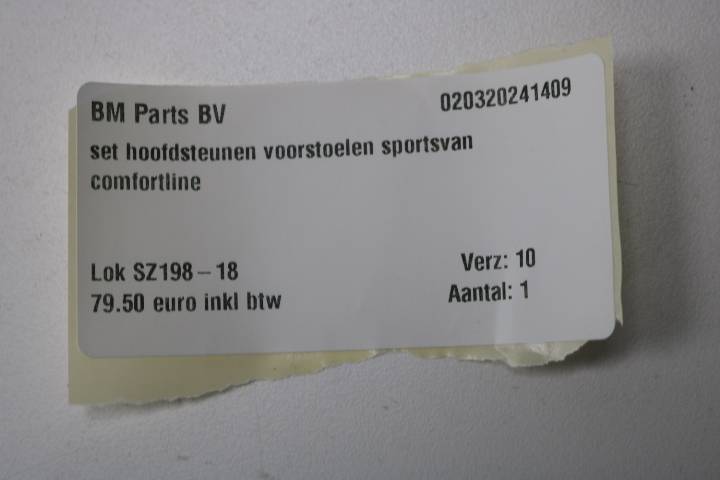 BM Parts BV 020320241409
set hoofdsteunen voorstoelen sportsvan
comfortline
Lok SZ198-18 Verz: 10
79.50 euro inkl btw Aantal: 1